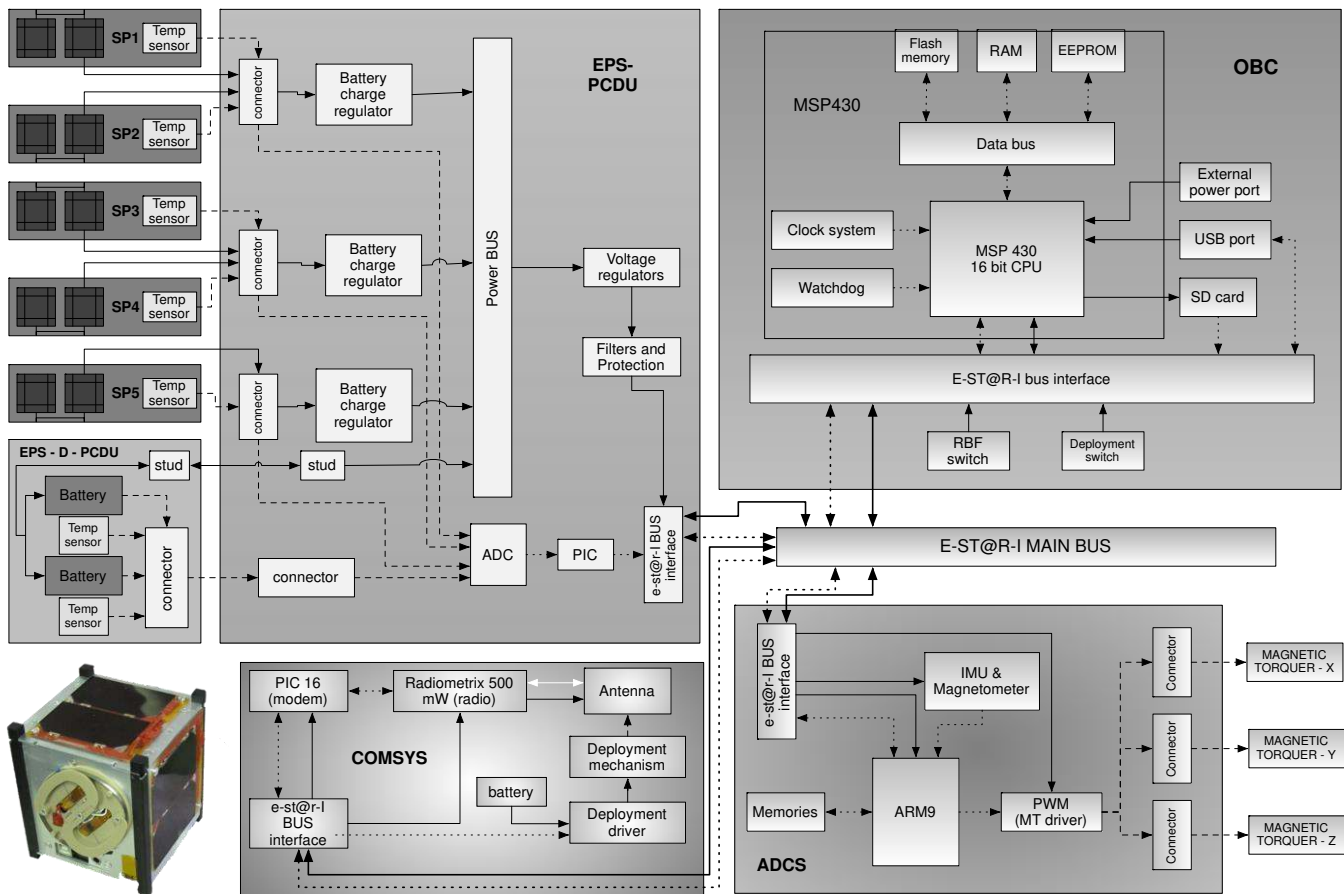 SP1
Temp
sensor
SP2
Temp
sensor
SP3
Temp
sensor
SP4
Temp
sensor
SP5
Temp
sensor
EPS - D - PCDU
stud
Battery
Temp
sensor
Battery
Temp
sensor
connector
EPS-
PCDU
connector
Battery
charge
regulator
connector
Battery
charge
regulator
connector
Battery
charge
regulator
stud
Power BUS
Voltage
regulators
Filters and
Protection
connector
ADC
PIC
e-st@r-I BUS
interface
OBC
MSP430
Flash
memory
RAM
EEPROM
Data bus
Clock system
Watchdog
MSP 430
16 bit CPU
External
power port
USB port
SD card
E-ST@R-I bus interface
RBF
switch
Deployment
switch
E-ST@R-I MAIN BUS
COMSYS
PIC 16
(modem)
Radiometrix 500
mW (radio)
Antenna
Deployment
mechanism
battery
Deployment
driver
e-st@r-I
BUS
interface
ADCS
e-st@r-I BUS
interface
IMU &
Magnetometer
Memories
ARM9
PWM
(MT driver)
Connector
Connector
Connector
MAGNETIC
TORQUER - X
MAGNETIC
TORQUER - Y
MAGNETIC
TORQUER - Z